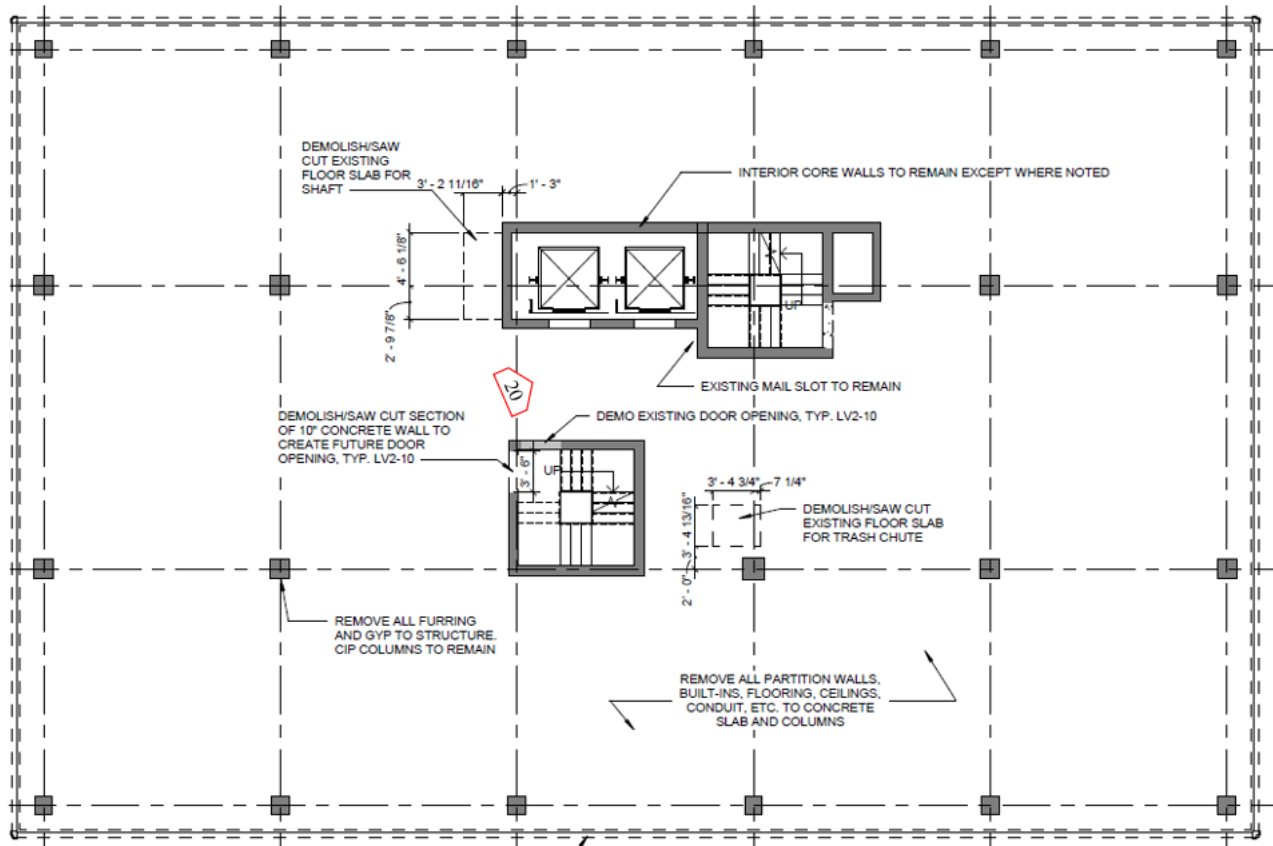 DEMOLISH/SAW
CUT EXISTING
FLOOR SLAB FOR
SHAFT
3' - 2 11/16"
1' - 3"
INTERIOR CORE WALLS TO REMAIN EXCEPT WHERE NOTED
4' - 6 1/8"
2' - 9 7/8"
UP
EXISTING MAIL SLOT TO REMAIN
20
DEMOLISH/SAW CUT SECTION
OF 10" CONCRETE WALL TO
CREATE FUTURE DOOR
OPENING, TYP. LV2-10
DEMO EXISTING DOOR OPENING, TYP. LV2-10
3' - 6"
UP
3' - 4 3/4"
7 1/4"
3' - 4 13/16"
2' - 0"
DEMOLISH/SAW CUT
EXISTING FLOOR SLAB
FOR TRASH CHUTE
REMOVE ALL FURRING
AND GYP TO STRUCTURE.
CIP COLUMNS TO REMAIN
REMOVE ALL PARTITION WALLS,
BUILT-INS, FLOORING, CEILINGS,
CONDUIT, ETC. TO CONCRETE
SLAB AND COLUMNS